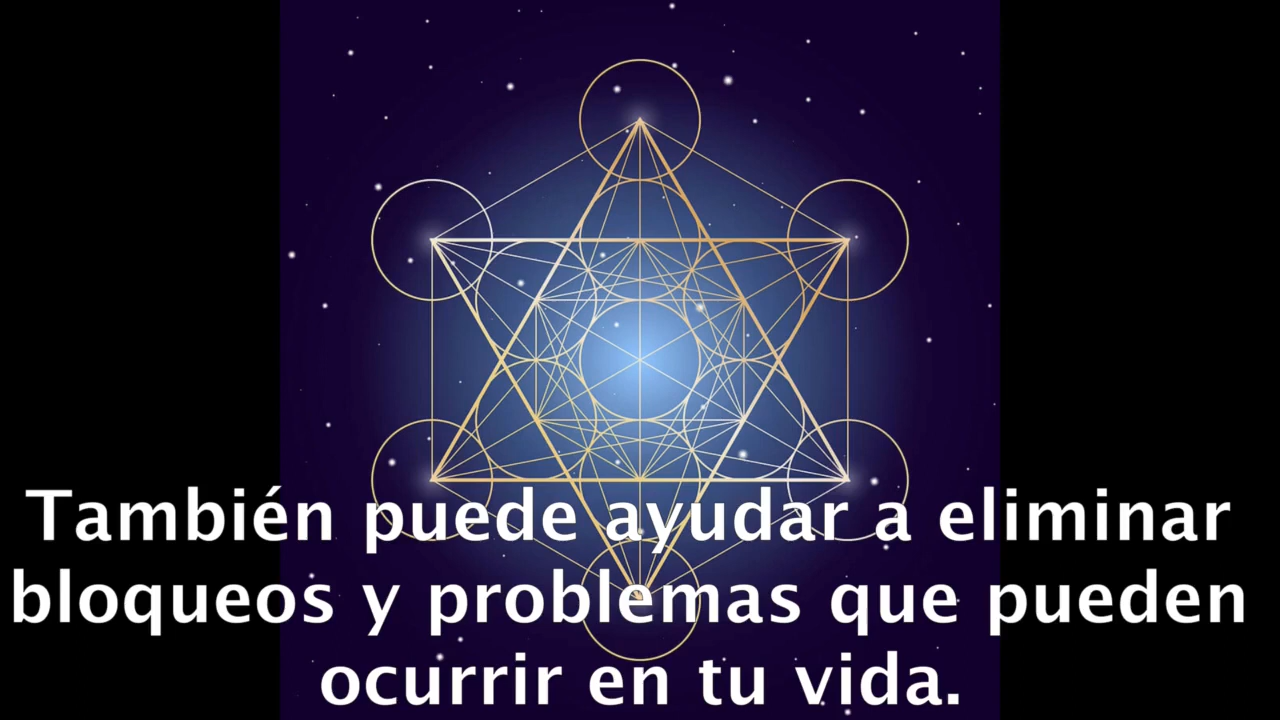 También puede ayudar a eliminar
bloqueos y problemas que pueden
ocurrir en tu vida.